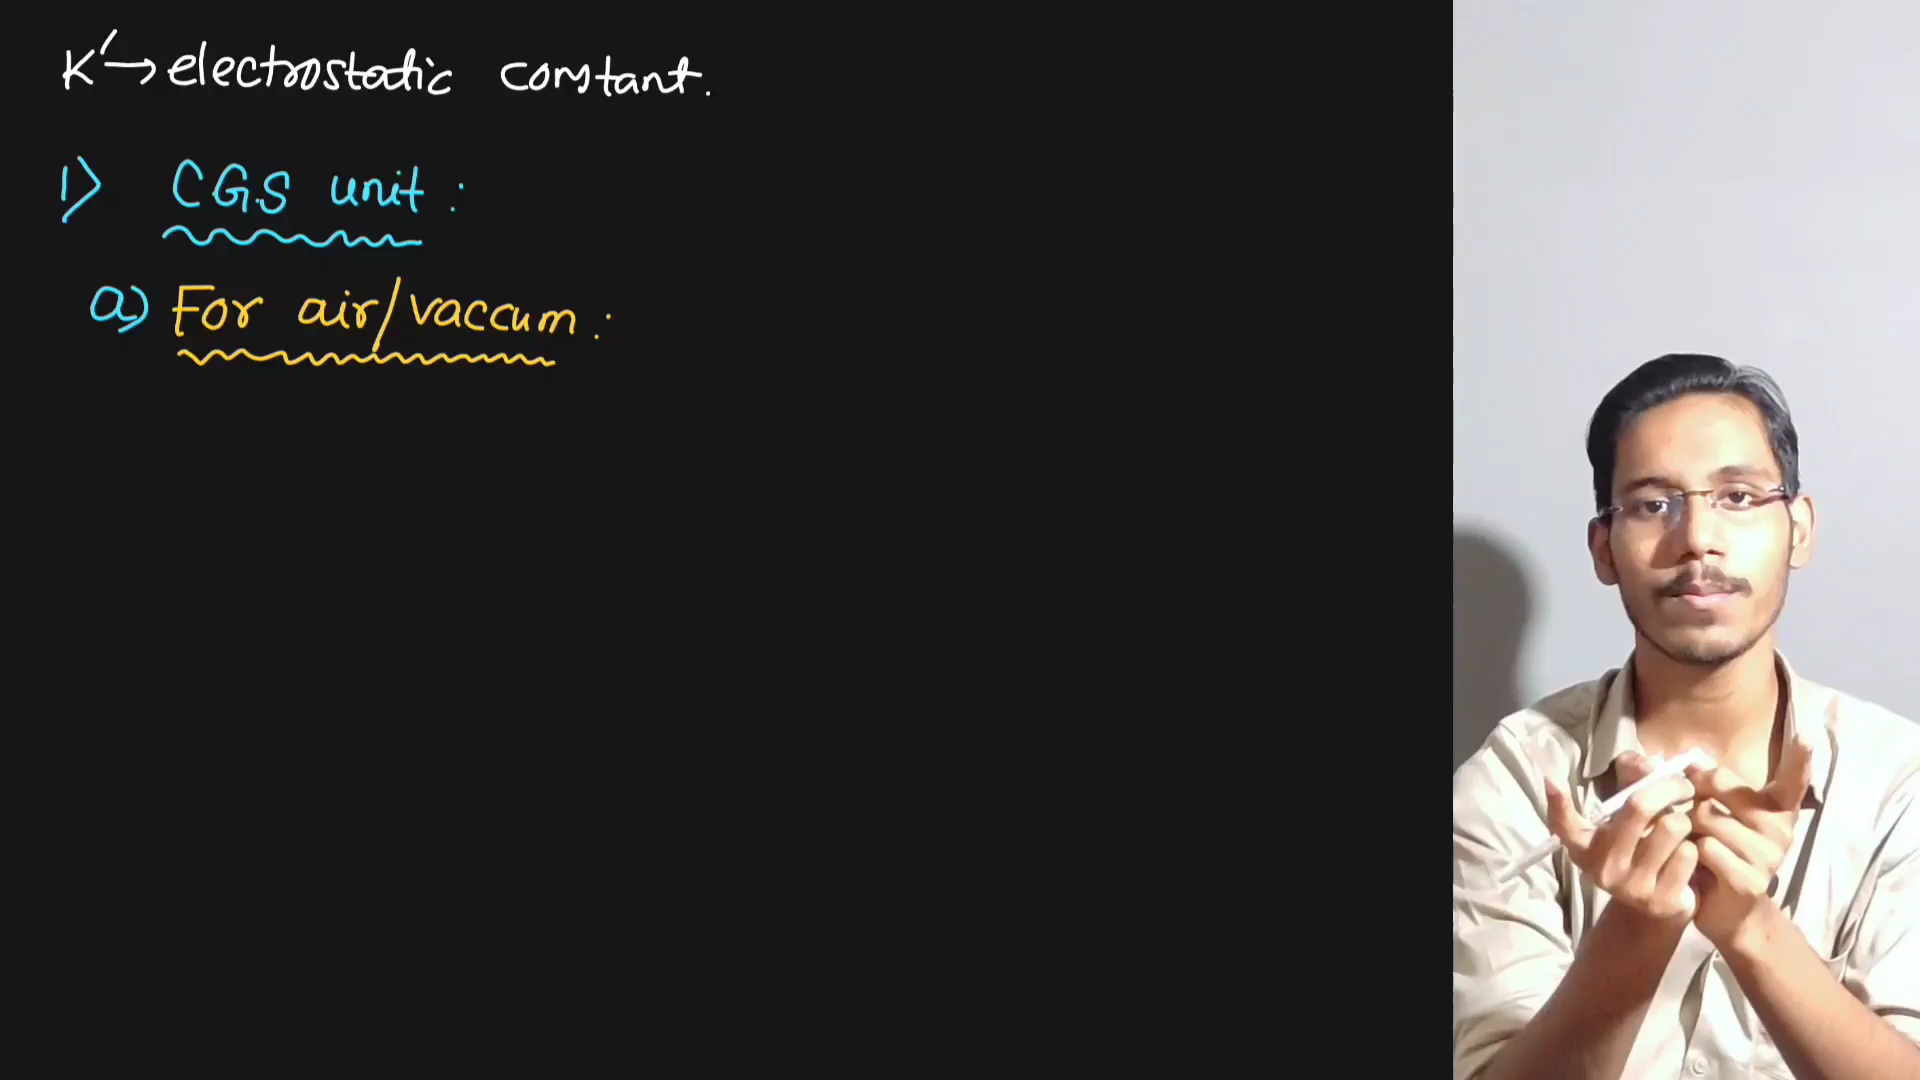 K' → electrostatic constant.
1) CGS unit :
a) For air/vaccum :